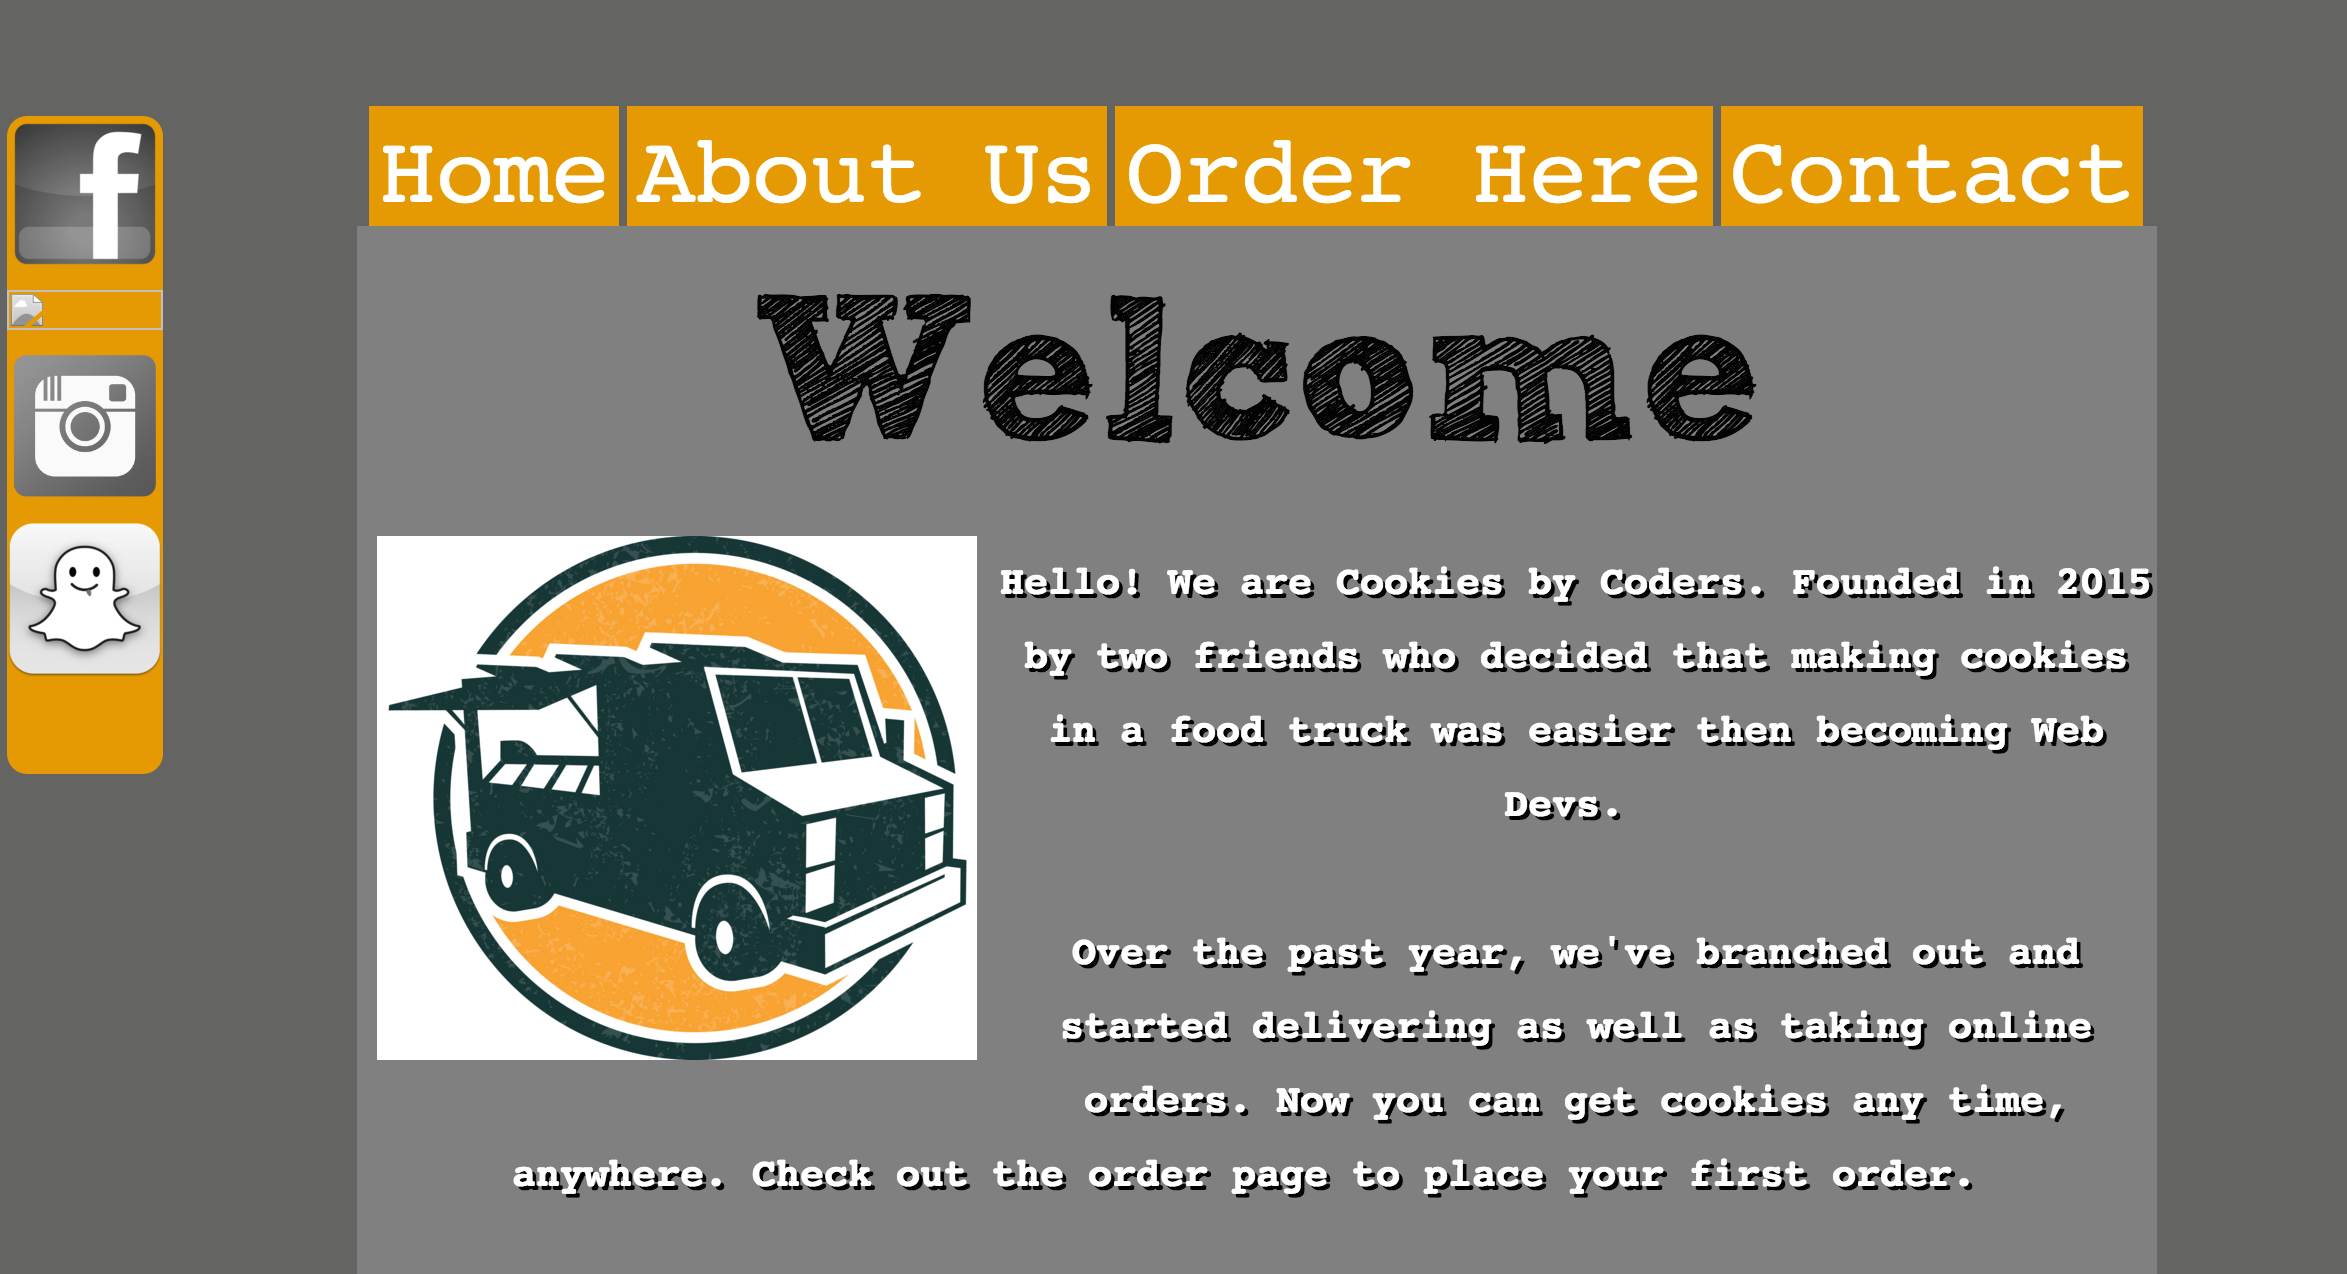 Home About Us Order Here Contact
f
Welcome
Hello! We are Cookies by Coders. Founded in 2015
by two friends who decided that making cookies
in a food truck was easier then becoming Web
Devs.
Over the past year, we've branched out and
started delivering as well as taking online
orders. Now you can get cookies any time,
anywhere. Check out the order page to place your first order.